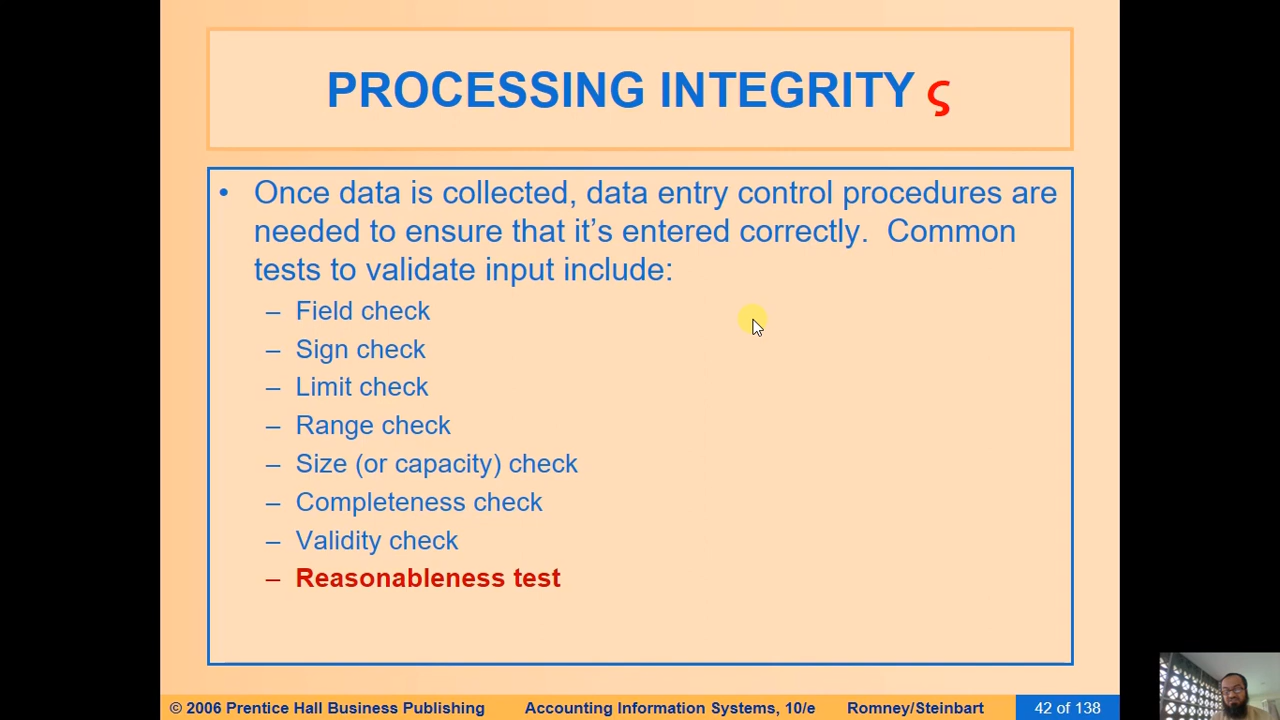 PROCESSING INTEGRITY ς
• Once data is collected, data entry control procedures are
needed to ensure that it’s entered correctly.  Common
tests to validate input include:
– Field check
– Sign check
– Limit check
– Range check
– Size (or capacity) check
– Completeness check
– Validity check
– Reasonableness test
© 2006 Prentice Hall Business Publishing Accounting Information Systems, 10/e Romney/Steinbart 42 of 138